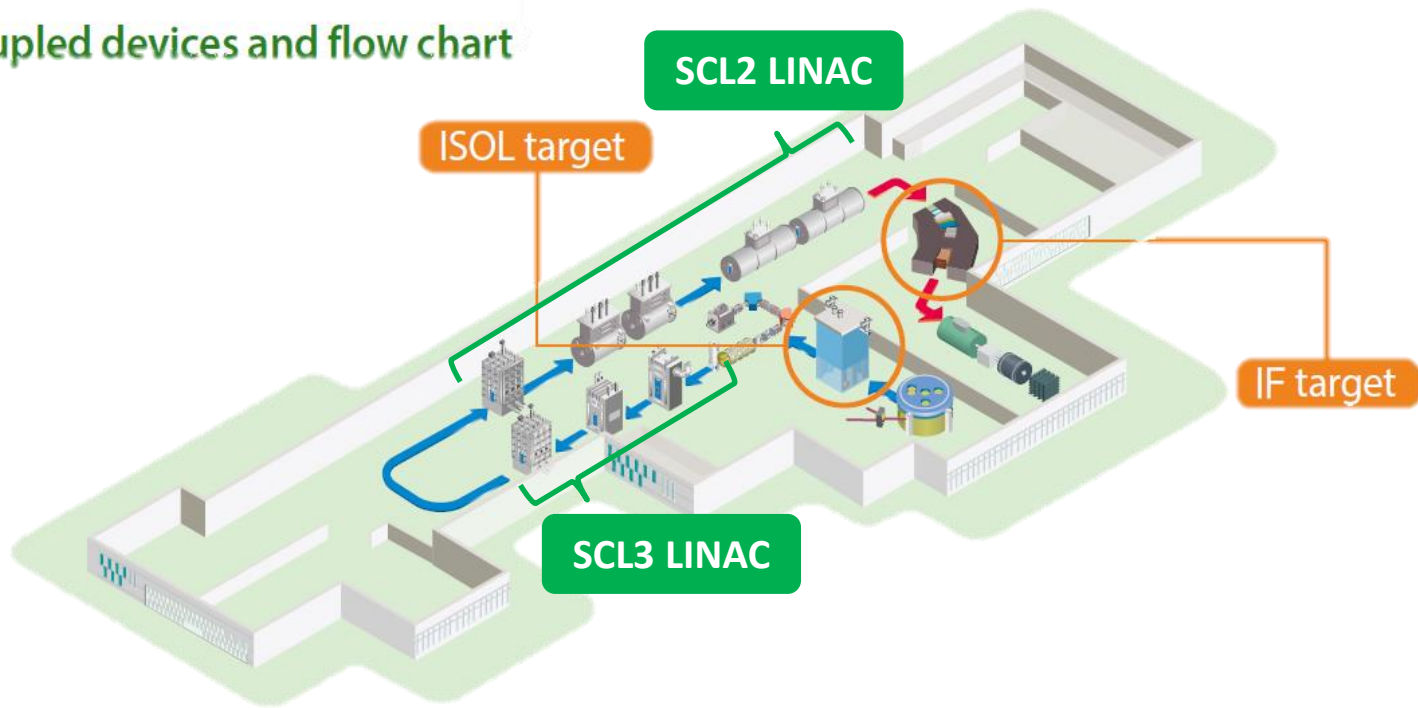 upled devices and flow chart
SCL2 LINAC
ISOL target
IF target
SCL3 LINAC